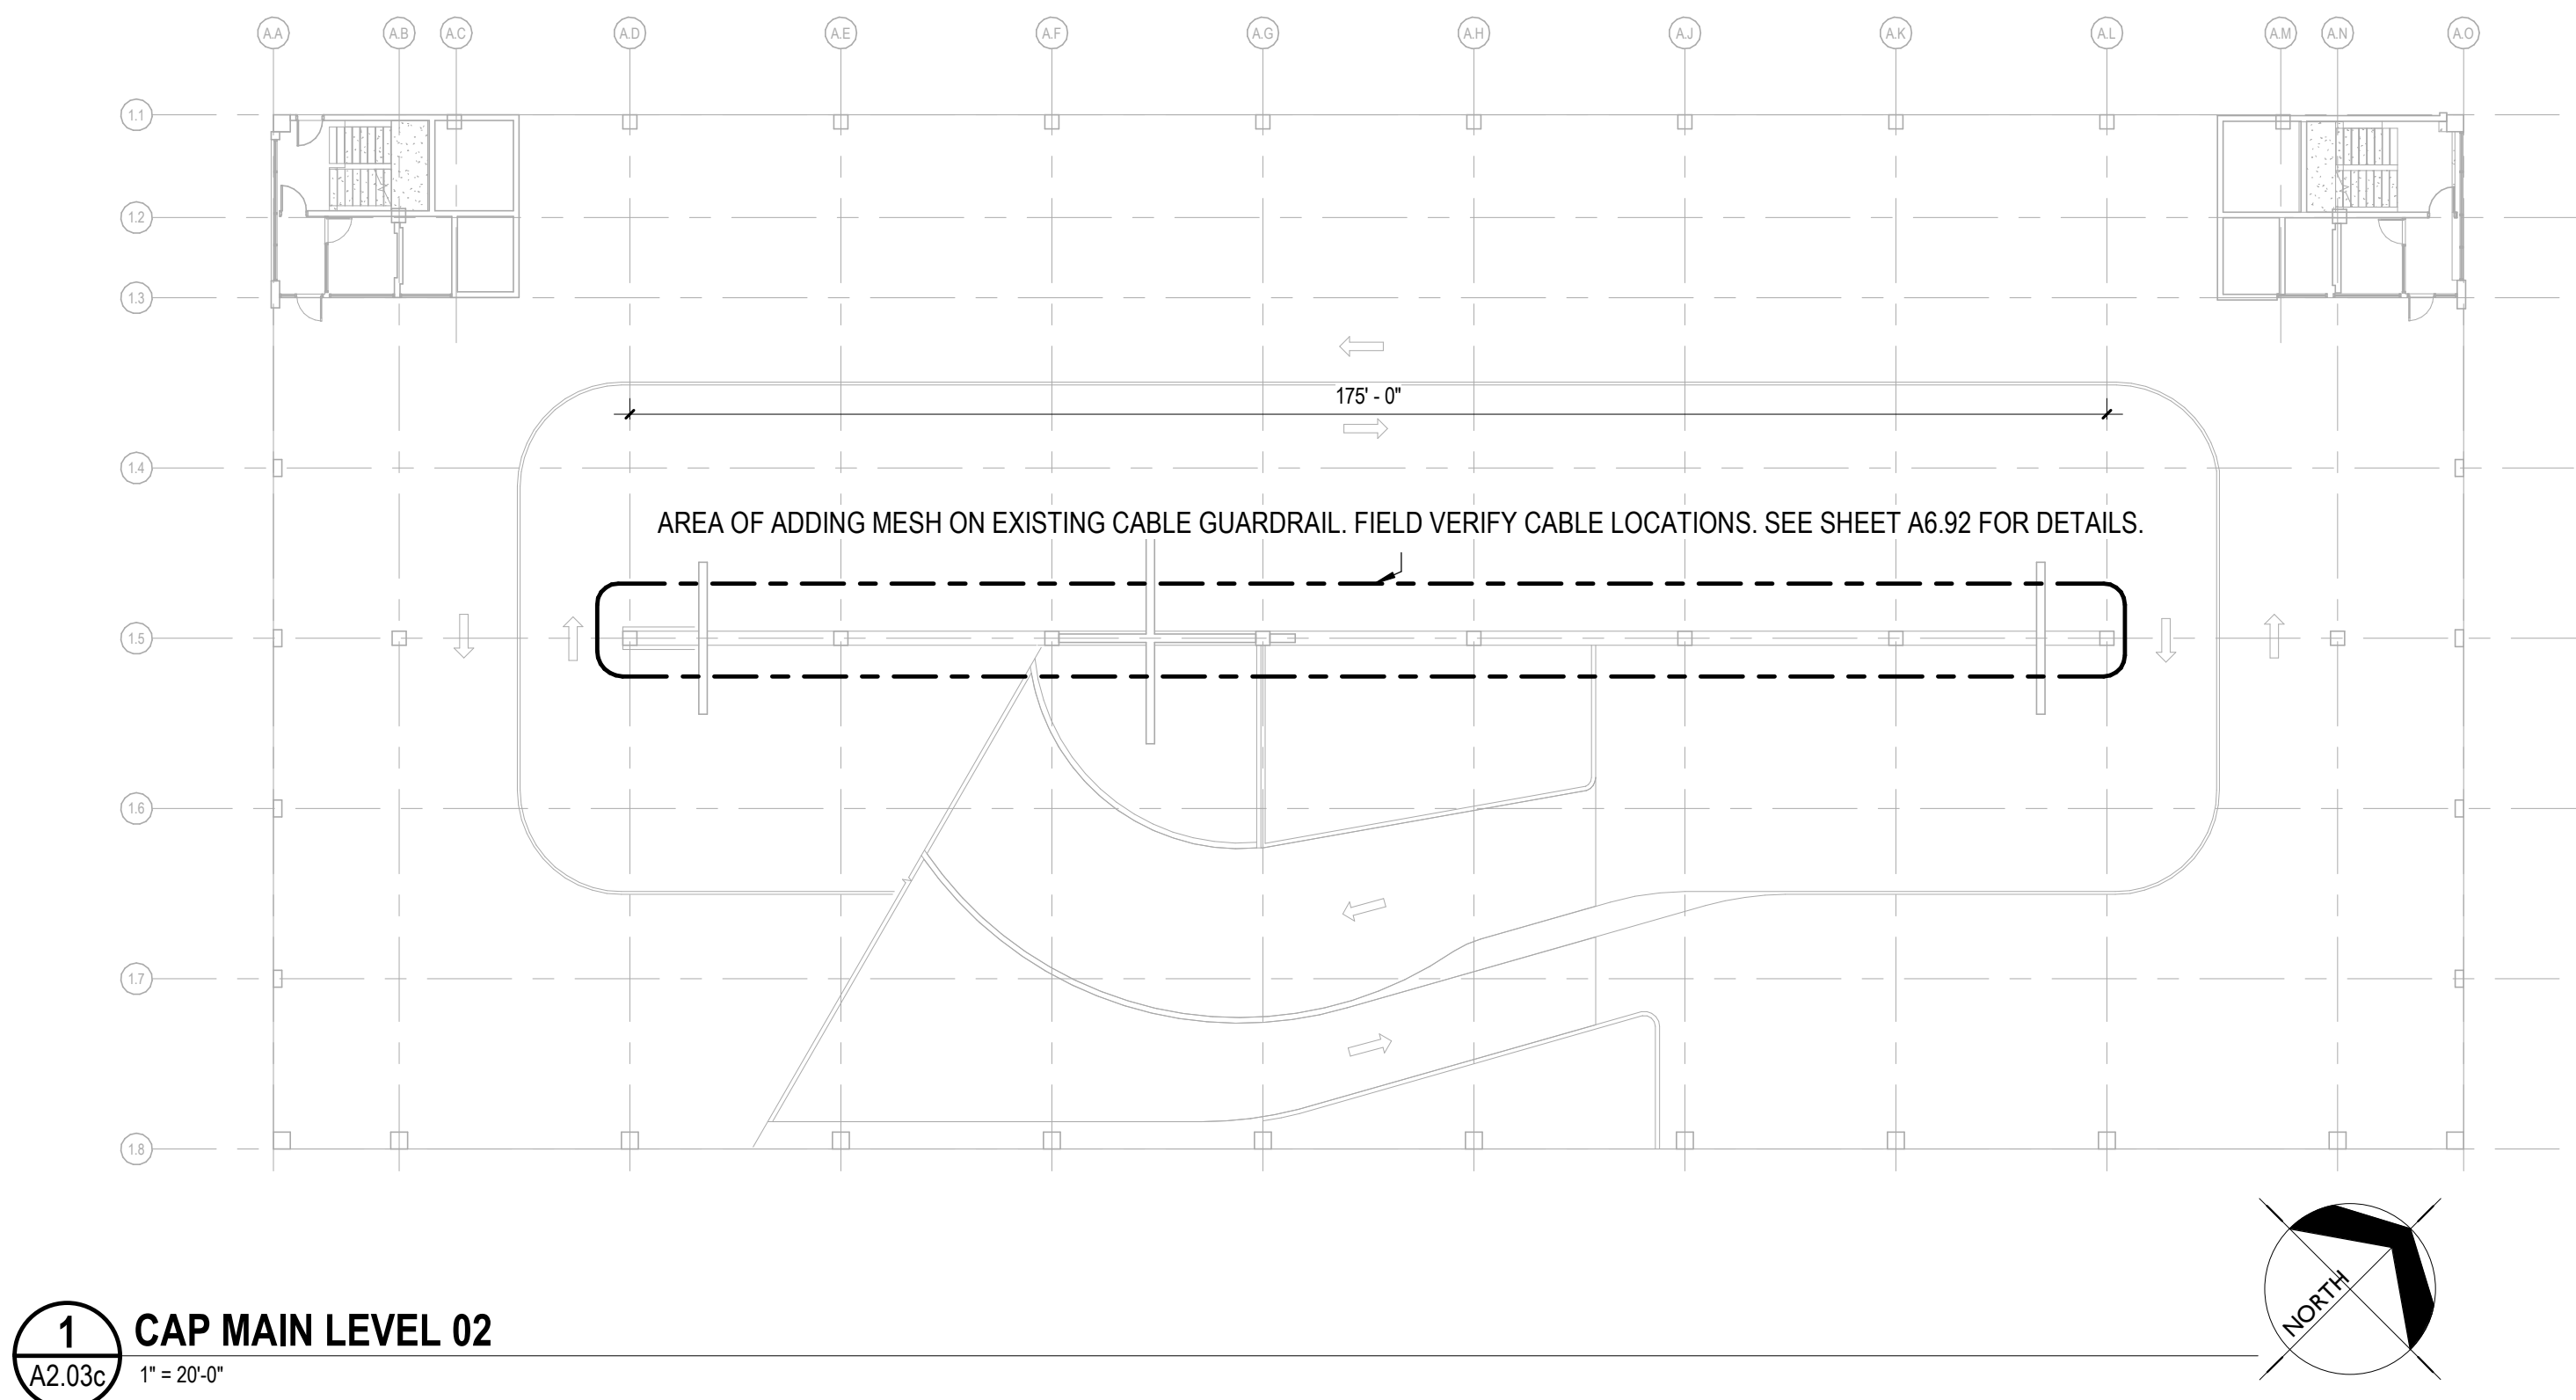 A.A A.B A.C A.D A.E A.F A.G A.H A.J A.K A.L A.M A.N A.O
1.1
1.2
1.3
175' - 0"
1.4
AREA OF ADDING MESH ON EXISTING CABLE GUARDRAIL. FIELD VERIFY CABLE LOCATIONS. SEE SHEET A6.92 FOR DETAILS.
1.5
1.6
1.7
1.8
NORTH
1
CAP MAIN LEVEL 02
A2.03c
1" = 20'-0"